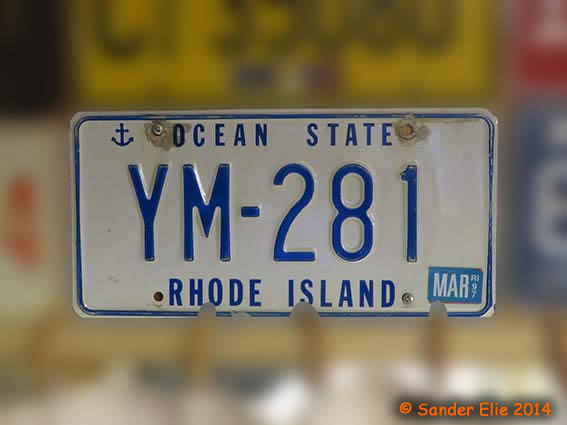 OCEAN STATE
YM-281
RHODE ISLAND
MAR
RI
97
© Sander Elie 2014